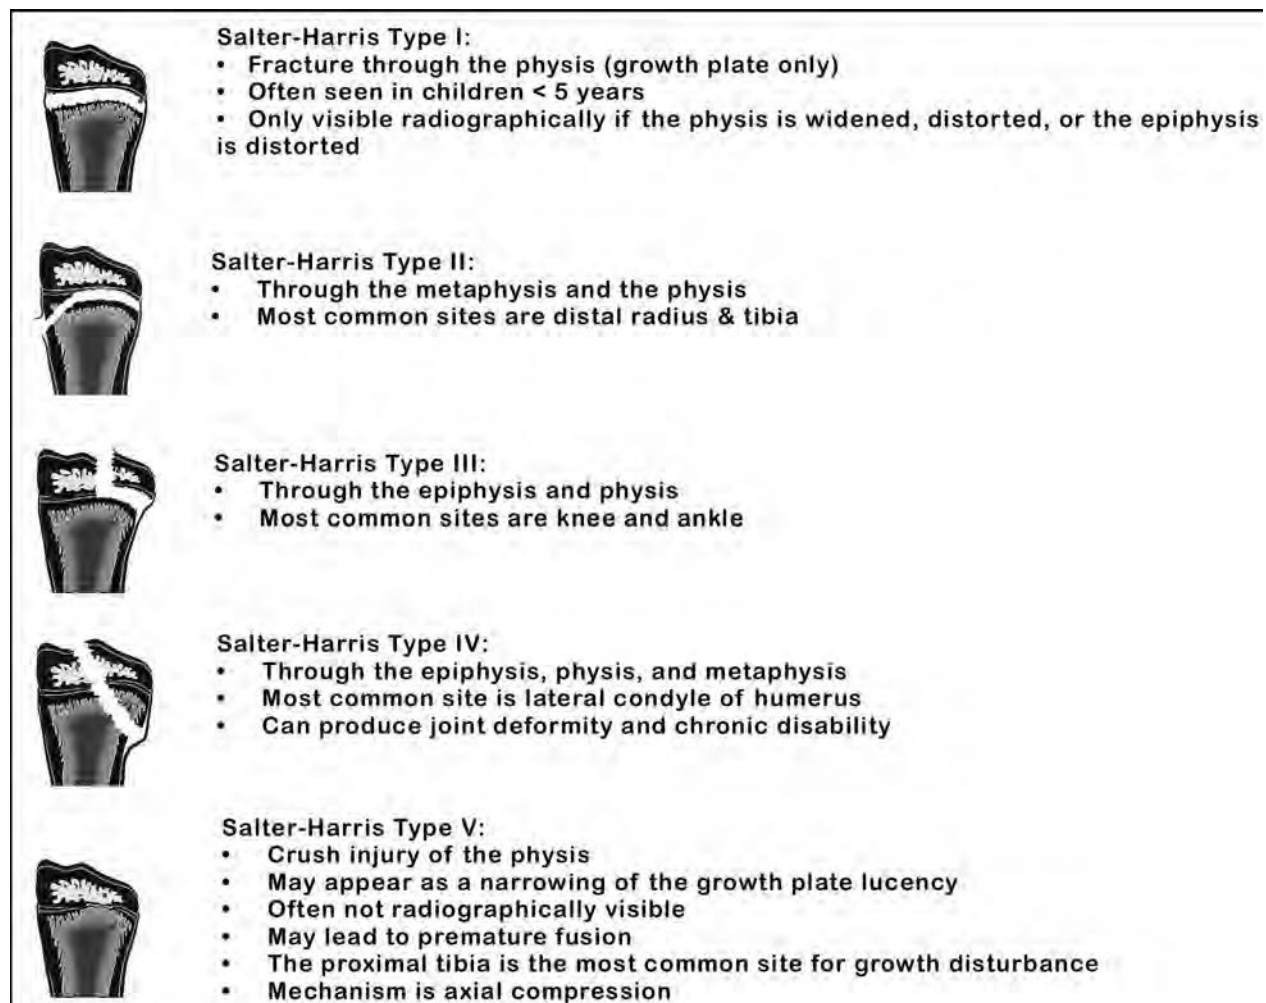 Salter-Harris Type I:
• Fracture through the physis (growth plate only)
• Often seen in children < 5 years
• Only visible radiographically if the physis is widened, distorted, or the epiphysis
is distorted
Salter-Harris Type II:
• Through the metaphysis and the physis
• Most common sites are distal radius & tibia
Salter-Harris Type III:
• Through the epiphysis and physis
• Most common sites are knee and ankle
Salter-Harris Type IV:
• Through the epiphysis, physis, and metaphysis
• Most common site is lateral condyle of humerus
• Can produce joint deformity and chronic disability
Salter-Harris Type V:
• Crush injury of the physis
• May appear as a narrowing of the growth plate lucency
• Often not radiographically visible
• May lead to premature fusion
• The proximal tibia is the most common site for growth disturbance
• Mechanism is axial compression